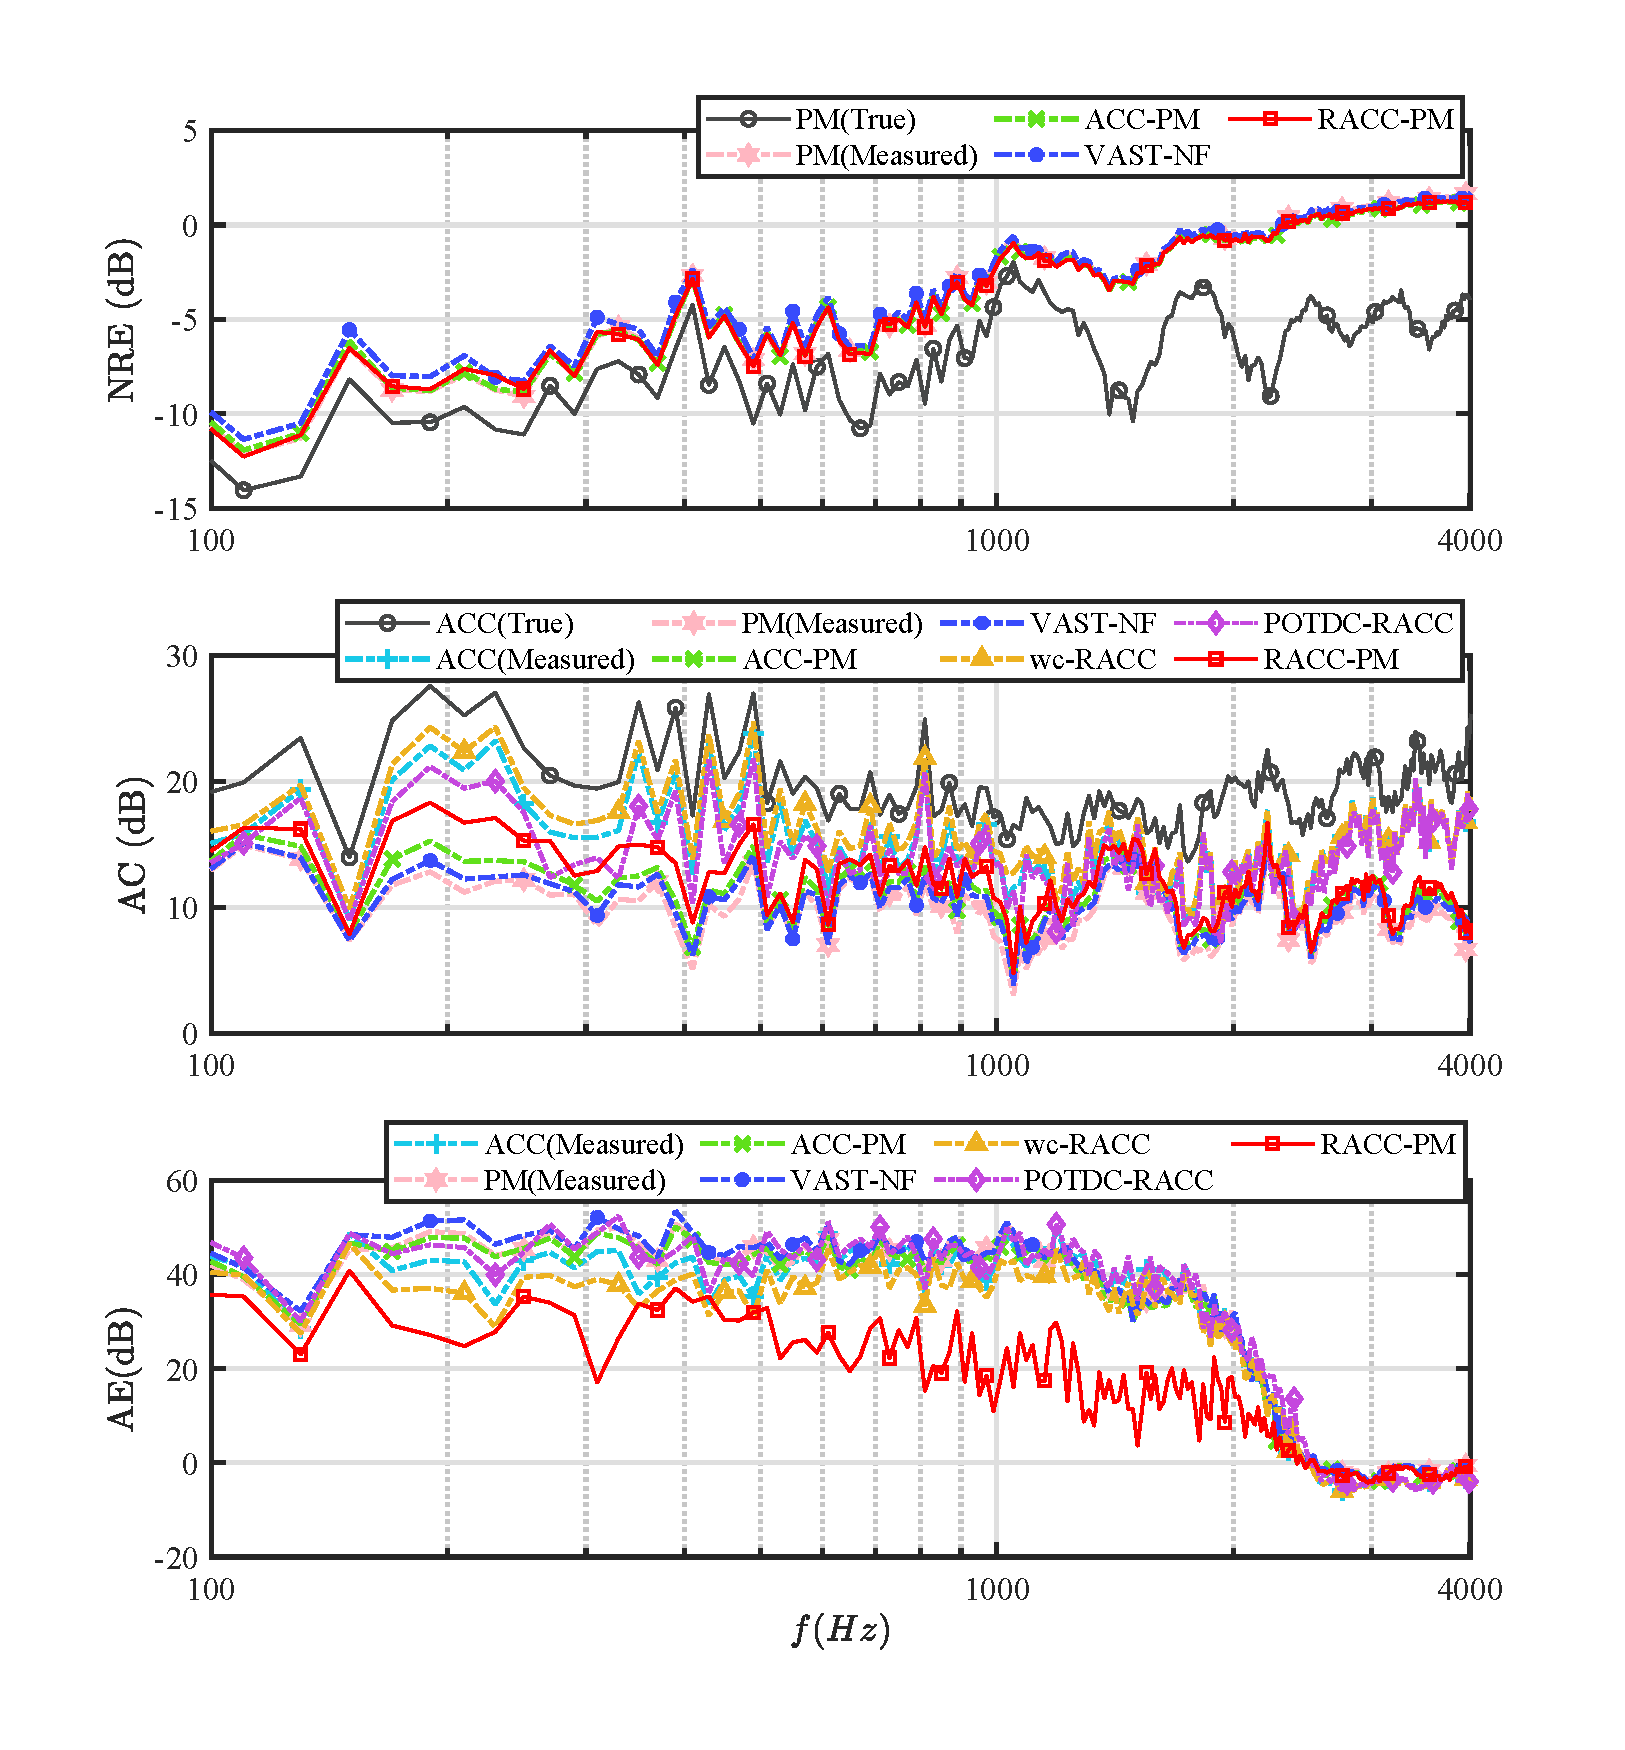 PM(True) ACC-PM RACC-PM
PM(Measured) VAST-NF
5
0
-5
-10
-15
NRE (dB)
100 1000 4000
ACC(True) PM(Measured) VAST-NF POTDC-RACC
ACC(Measured) ACC-PM wc-RACC RACC-PM
30
20
10
0
AC (dB)
100 1000 4000
ACC(Measured) ACC-PM wc-RACC RACC-PM
PM(Measured) VAST-NF POTDC-RACC
60
40
20
0
-20
AE(dB)
100 1000 4000
f(Hz)